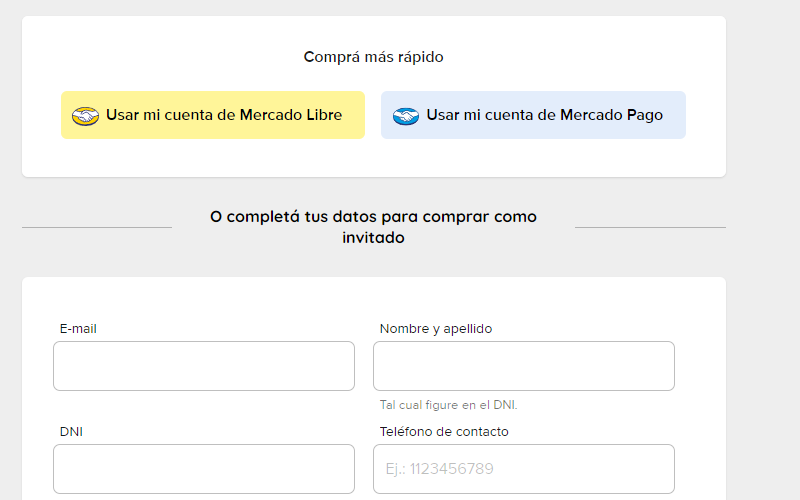 Comprá más rápido
Usar mi cuenta de Mercado Libre
Usar mi cuenta de Mercado Pago
O completá tus datos para comprar como
invitado
E-mail
Nombre y apellido
Tal cual figure en el DNI.
DNI
Teléfono de contacto
Ej.: 1123456789